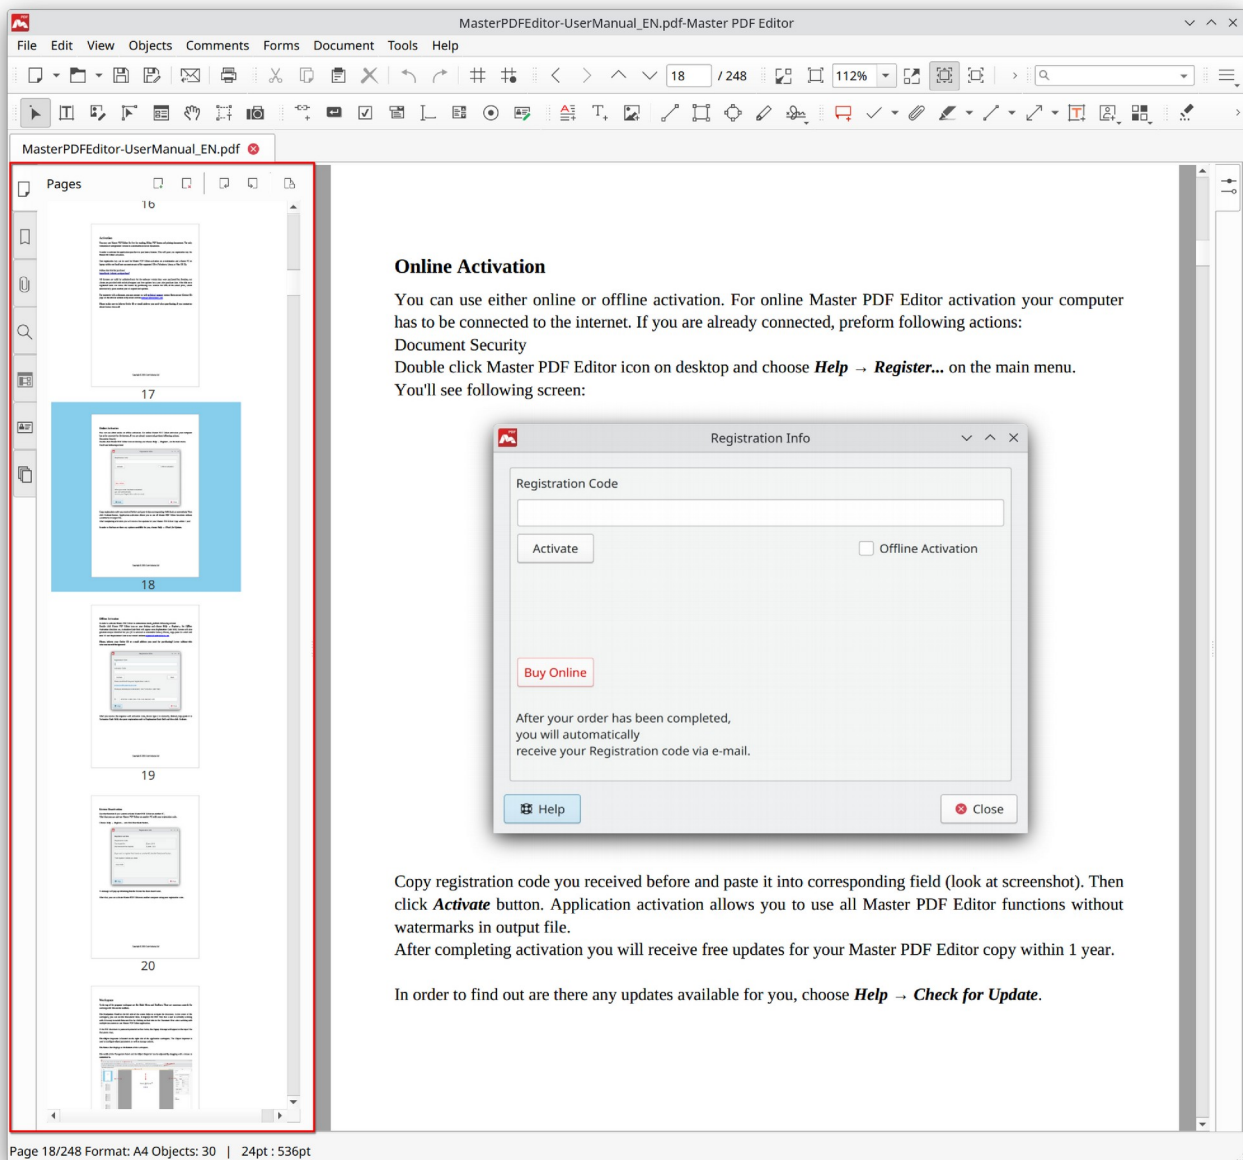 MasterPDFEditor-UserManual_EN.pdf-Master PDF Editor
File Edit View Objects Comments Forms Document Tools Help
18 / 248 112%
MasterPDFEditor-UserManual_EN.pdf
Pages
16
17
18
19
20
Online Activation
You can use either online or offline activation. For online Master PDF Editor activation your computer
has to be connected to the internet. If you are already connected, preform following actions:
Document Security
Double click Master PDF Editor icon on desktop and choose Help → Register... on the main menu.
You'll see following screen:
Registration Info
Registration Code
Activate
Offline Activation
Buy Online
After your order has been completed,
you will automatically
receive your Registration code via e-mail.
Help
Close
Copy registration code you received before and paste it into corresponding field (look at screenshot). Then
click Activate button. Application activation allows you to use all Master PDF Editor functions without
watermarks in output file.
After completing activation you will receive free updates for your Master PDF Editor copy within 1 year.
In order to find out are there any updates available for you, choose Help → Check for Update.
Page 18/248 Format: A4 Objects: 30 | 24pt : 536pt